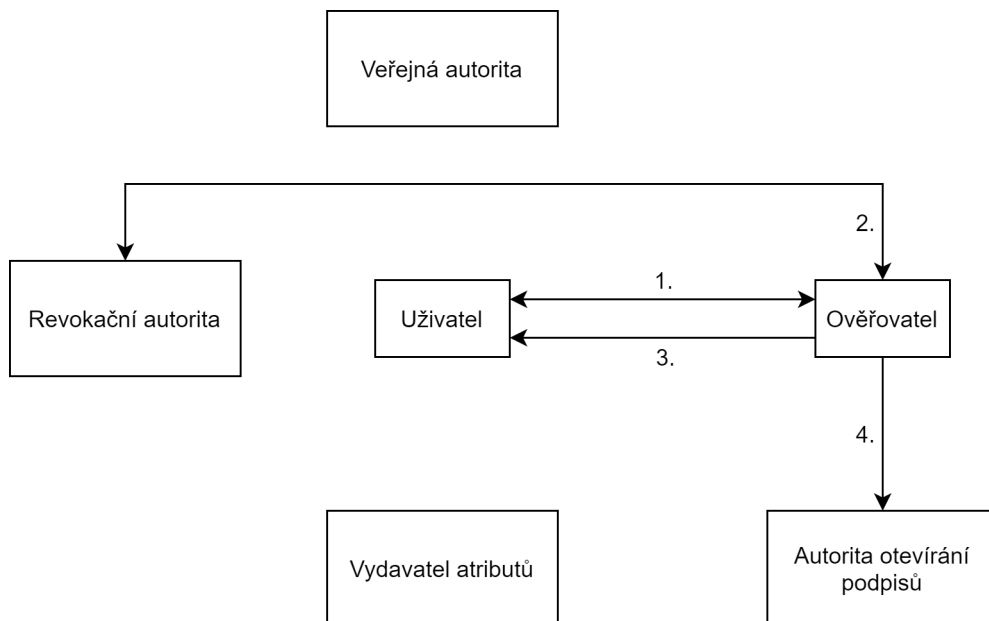 Veřejná autorita
2.
Revokační autorita
Uživatel
1.
3.
Ověřovatel
4.
Vydavatel atributů
Autorita otevírání
podpisů